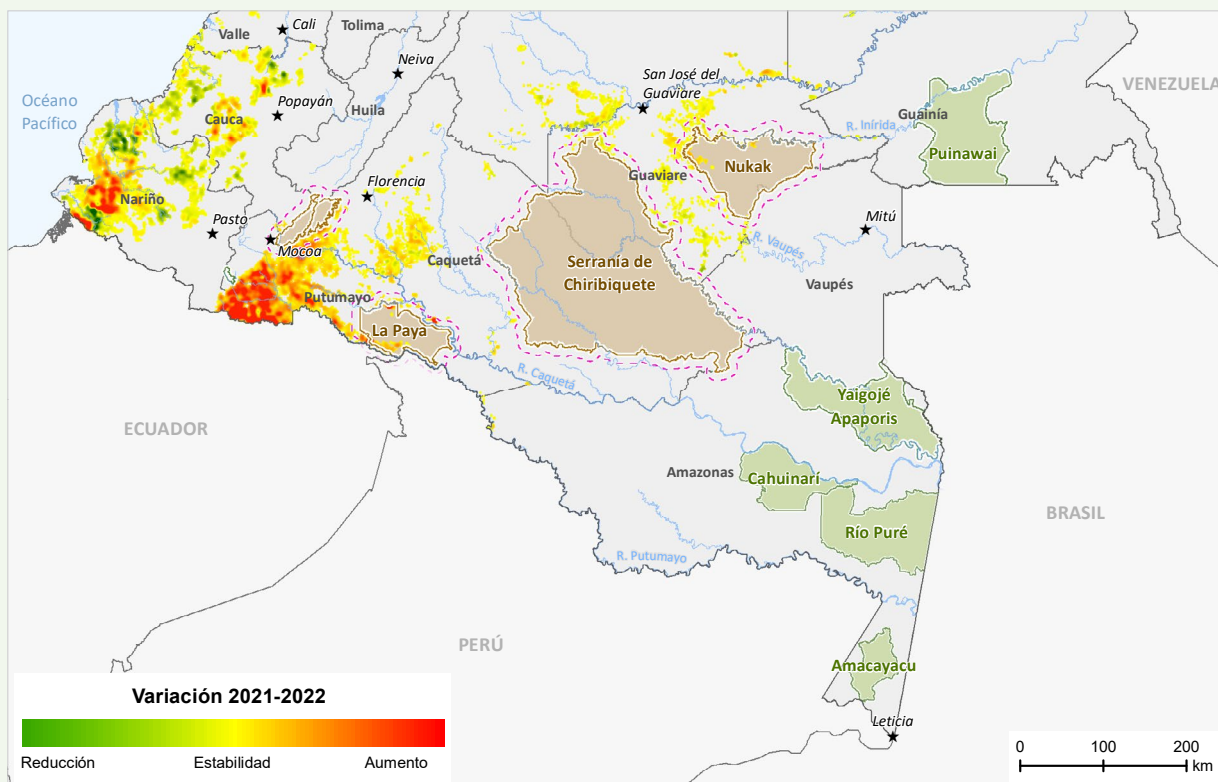 Cali
Tolima
Valle
Neiva
San José del
Guaviare
VENEZUELA
Océano
Pacífico
Popayán
Huila
Cauca
Guainía
R. Inírida
Puinawai
Nukak
Guaviare
Florencia
Nariño
Pasto
Mocoa
Mitú
R. Vaupés
Caquetá
Serranía de
Chiribiquete
Vaupés
Putumayo
La Paya
R. Caquetá
Yaigojé
Apaporis
ECUADOR
Amazonas
Cahuinarí
BRASIL
Río Puré
R. Putumayo
PERÚ
Amacayacu
Leticia
Variación 2021-2022
Reducción
Estabilidad
Aumento
0 100 200
km